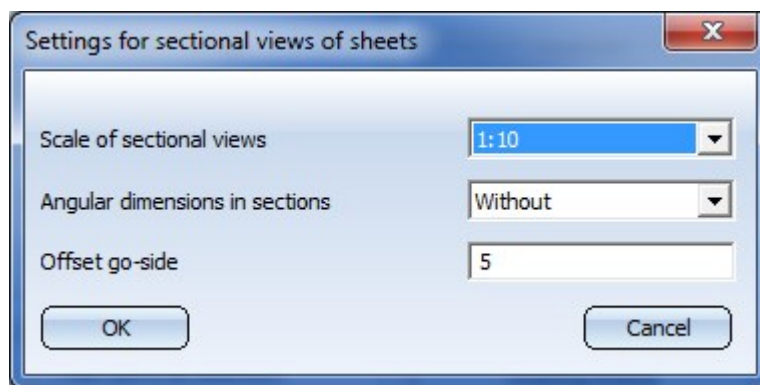 Settings for sectional views of sheets
Scale of sectional views 1:10
Angular dimensions in sections Without
Offset go-side 5
OK Cancel